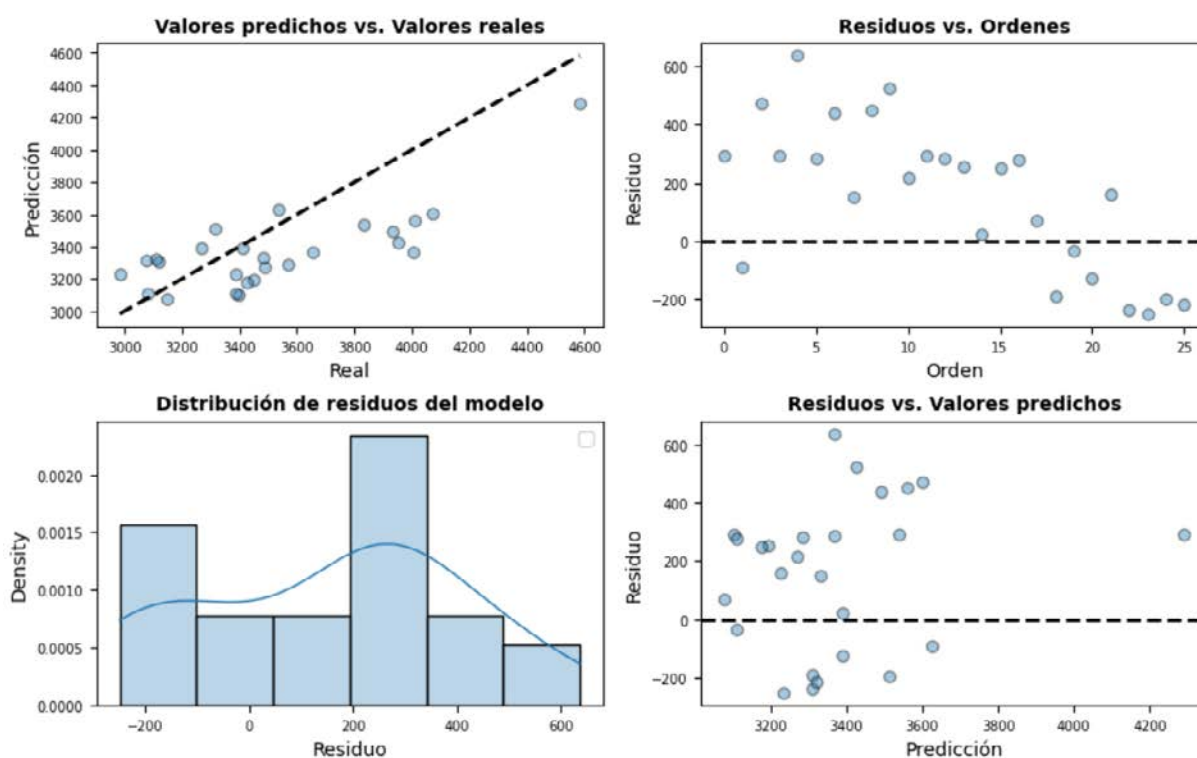 Valores predichos vs. Valores reales
4600
4400
4200
4000
3800
3600
3400
3200
3000
Predicción
3000 3200 3400 3600 3800 4000 4200 4400 4600
Real
Residuos vs. Ordenes
600
400
200
0
−200
Residuo
0 5 10 15 20 25
Orden
Distribución de residuos del modelo
0.0020
0.0015
0.0010
0.0005
0.0000
Density
−200 0 200 400 600
Residuo
Residuos vs. Valores predichos
600
400
200
0
−200
Residuo
3200 3400 3600 3800 4000 4200
Predicción